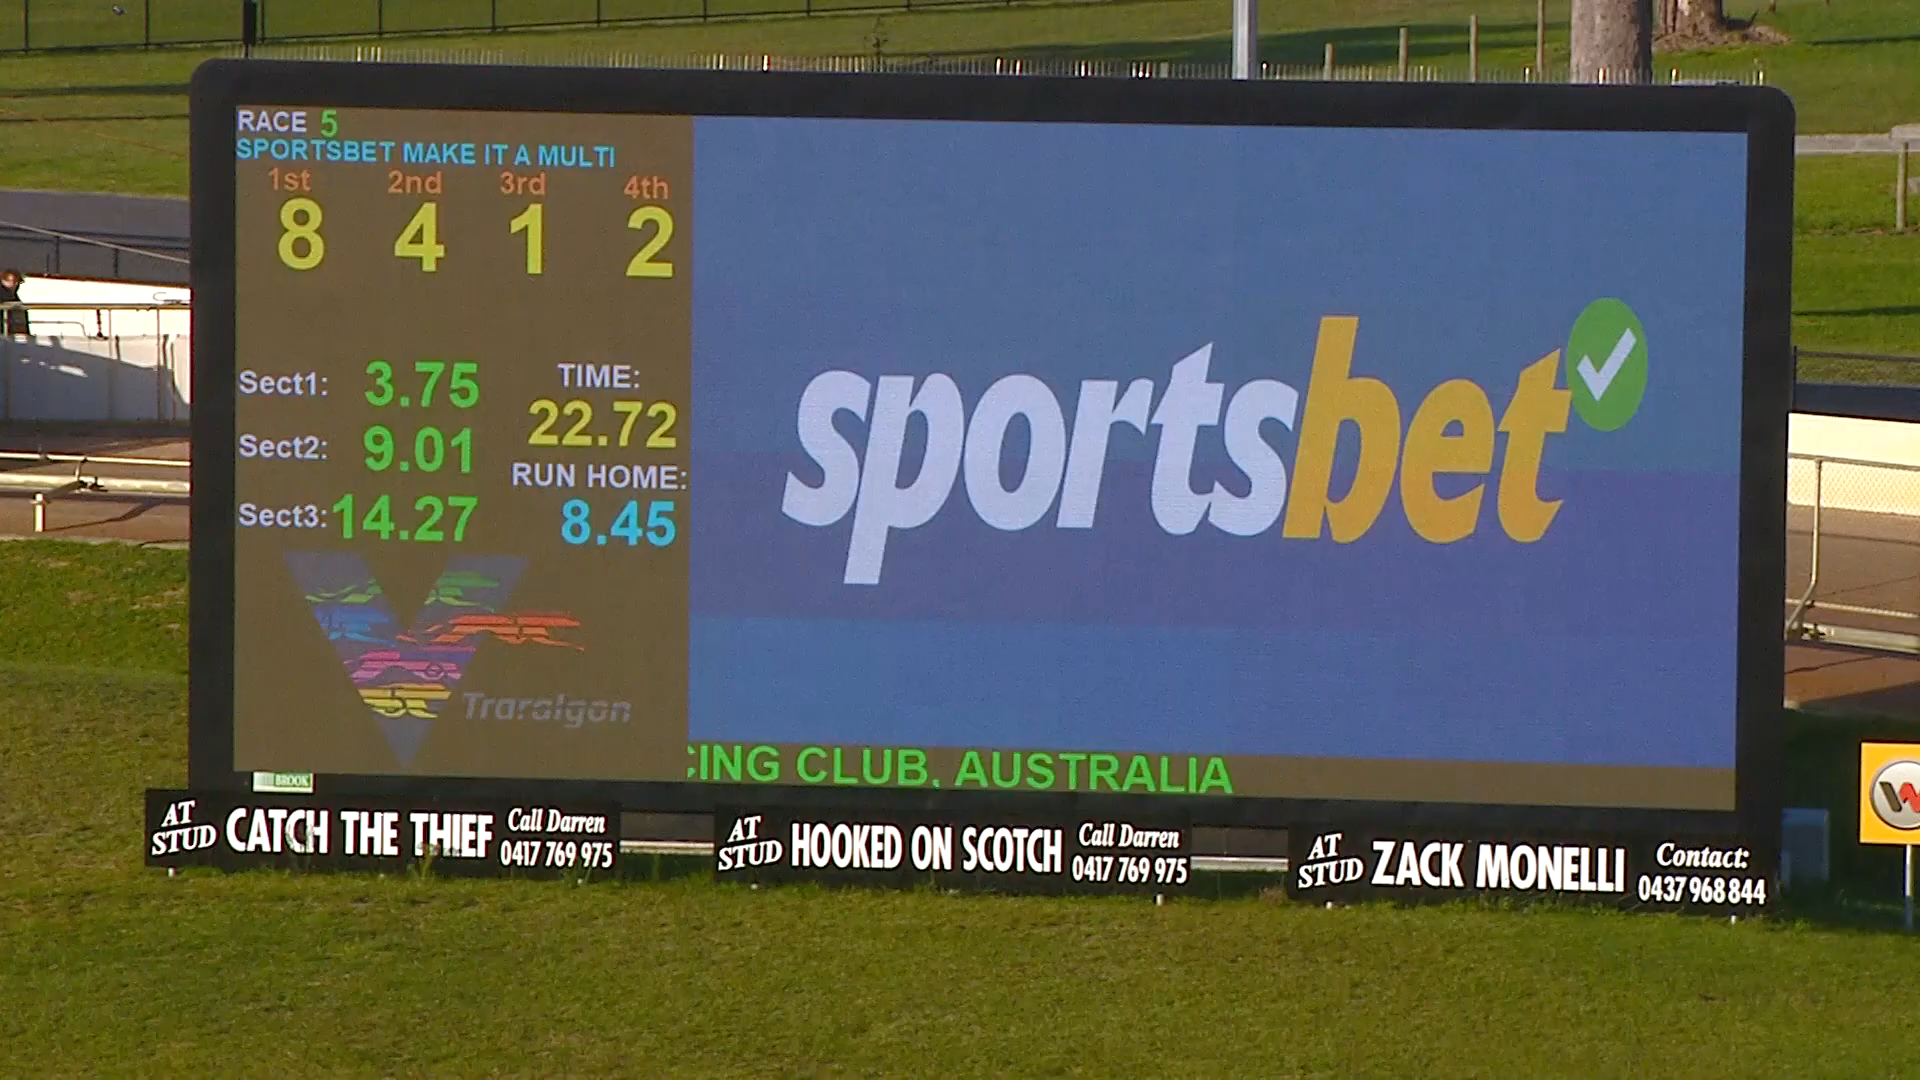 RACE 5
SPORTSBET MAKE IT A MULTI
1st 2nd 3rd 4th
8 4 1 2
Sect1: 3.75
Sect2: 9.01
Sect3: 14.27
TIME:
22.72
RUN HOME:
8.45
Traralgon
sportsbet
CING CLUB, AUSTRALIA
BROOK
AT STUD CATCH THE THIEF Call Darren 0417 769 975
AT STUD HOOKED ON SCOTCH Call Darren 0417 769 975
AT STUD ZACK MONELLI Contact: 0437 968 844